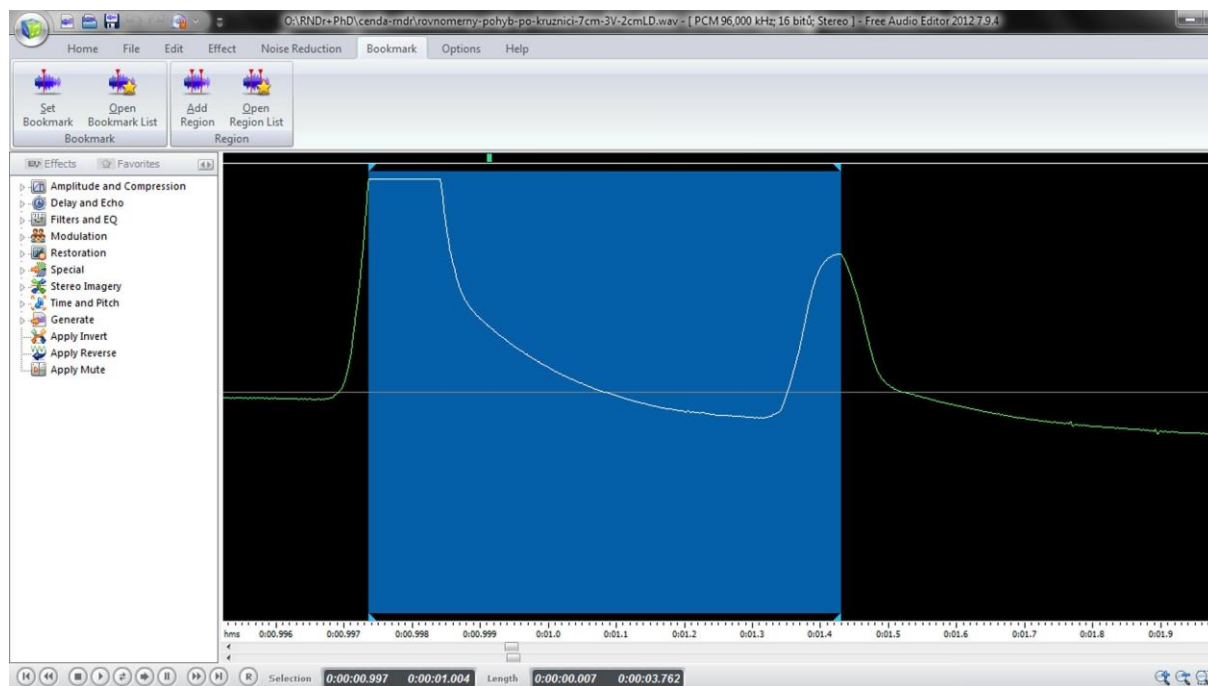 O:\RNDr+PhD\cenda-rndr\rovnomerny-pohyb-po-kruznici-7cm-3V-2cmLD.wav - [ PCM 96,000 kHz; 16 bitů; Stereo ] - Free Audio Editor 2012 7.9.4
Home File Edit Effect Noise Reduction Bookmark Options Help
Set Bookmark
Open Bookmark List
Add Region
Open Region List
Bookmark Region
Effects Favorites
Amplitude and Compression
Delay and Echo
Filters and EQ
Modulation
Restoration
Special
Stereo Imagery
Time and Pitch
Generate
Apply Invert
Apply Reverse
Apply Mute
hms 0:00.996 0:00.997 0:00.998 0:00.999 0:01.0 0:01.1 0:01.2 0:01.3 0:01.4 0:01.5 0:01.6 0:01.7 0:01.8 0:01.9
R Selection 0:00:00.997 0:00:01.004 Length 0:00:00.007 0:00:03.762